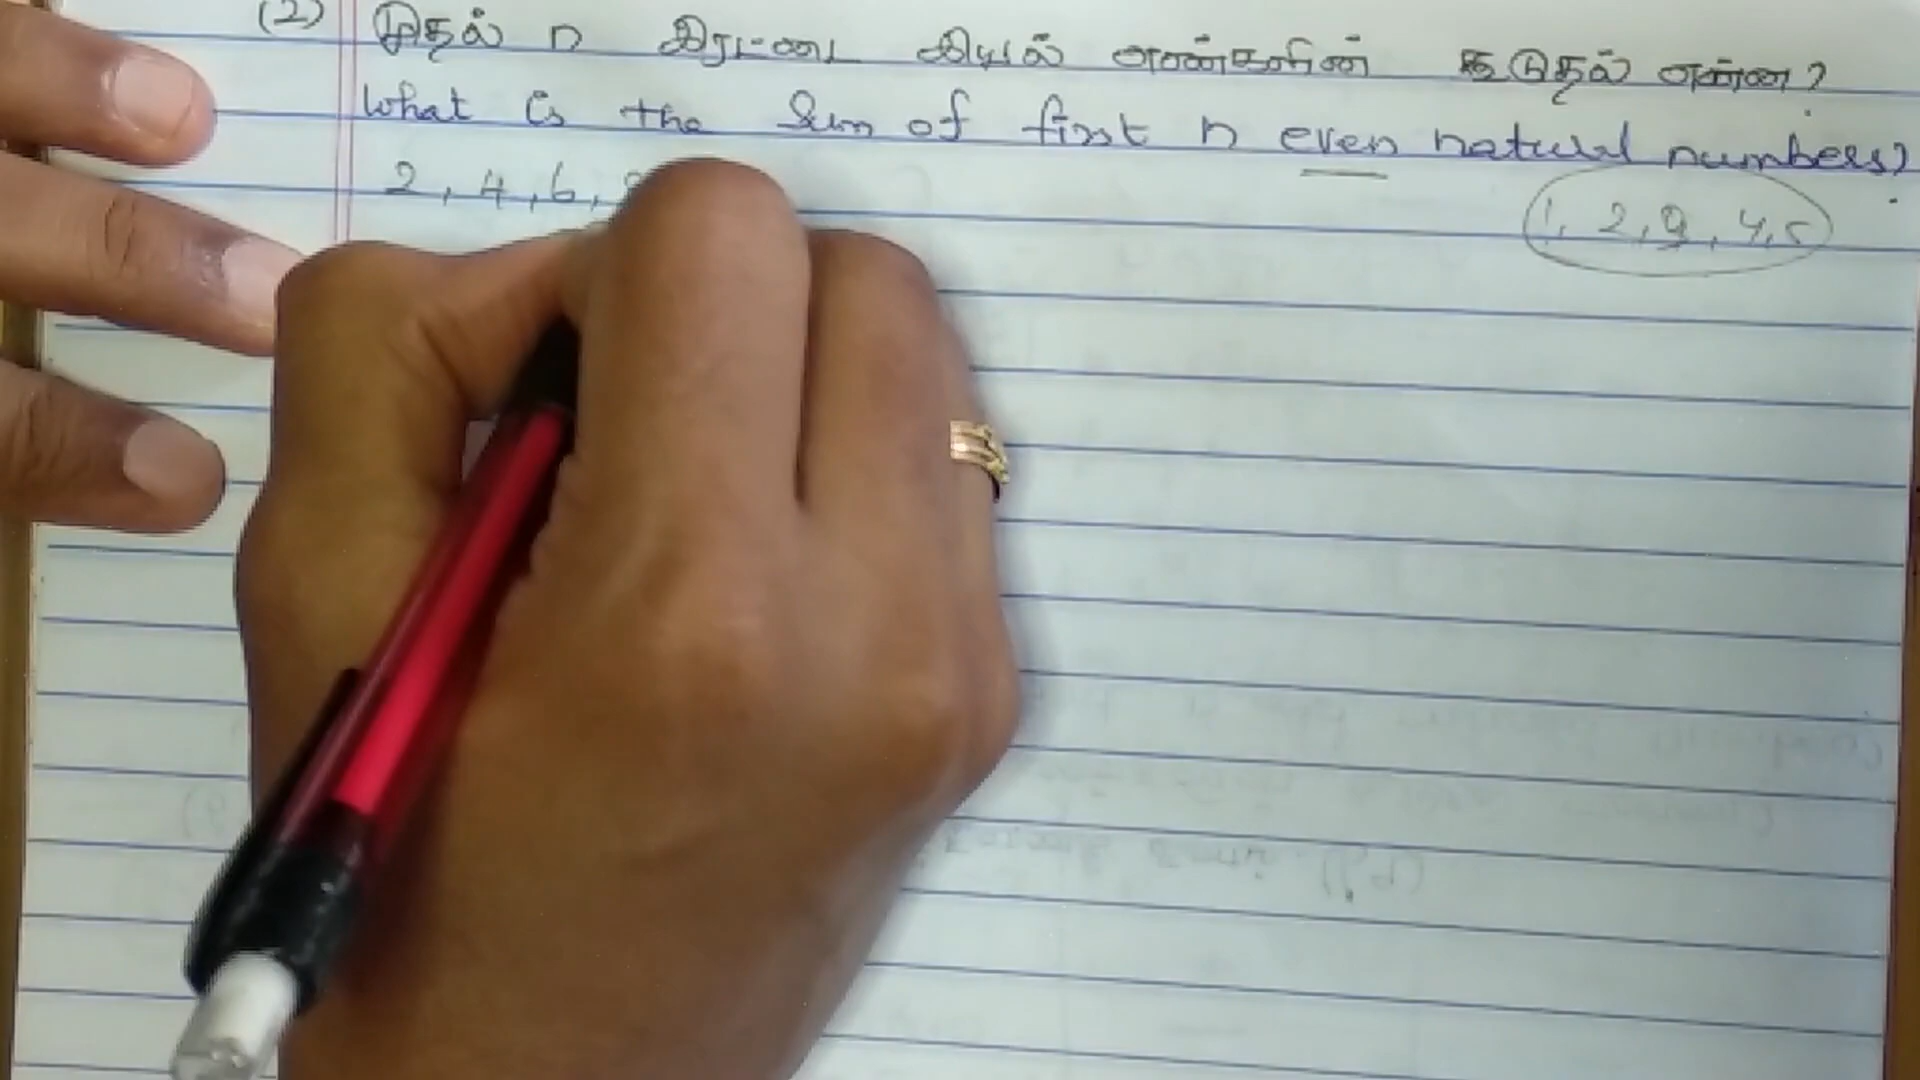 (2) முதல் n இரட்டை இயல் எண்களின் கூடுதல் என்ன?
What is the Sum of first n even natural numbers?
2, 4, 6,
1, 2, 3, 4, 5